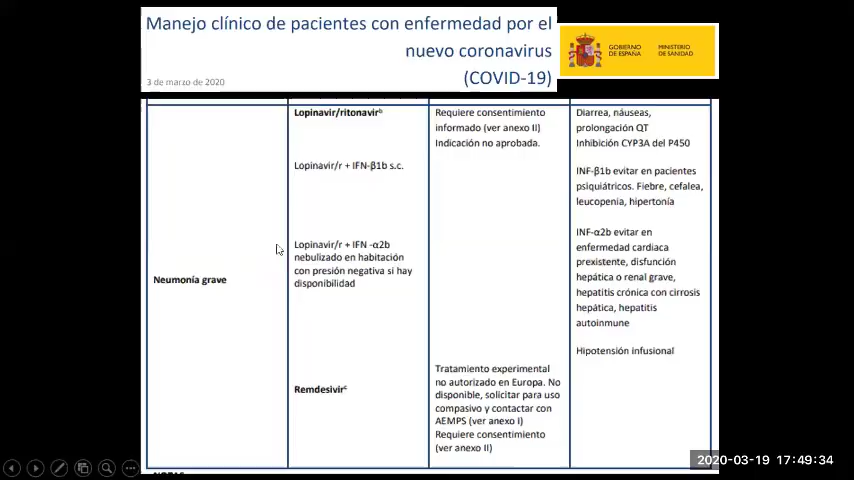 Manejo clínico de pacientes con enfermedad por el
nuevo coronavirus
(COVID-19)
3 de marzo de 2020
GOBIERNO
DE ESPAÑA
MINISTERIO
DE SANIDAD
Neumonía grave
Lopinavir/ritonavirᵇ
Lopinavir/r + IFN-β1b s.c.
Lopinavir/r + IFN -α2b
nebulizado en habitación
con presión negativa si hay
disponibilidad
Remdesivirᶜ
Requiere consentimiento
informado (ver anexo II)
Indicación no aprobada.
Tratamiento experimental
no autorizado en Europa. No
disponible, solicitar para uso
compasivo y contactar con
AEMPS (ver anexo I)
Requiere consentimiento
(ver anexo II)
Diarrea, náuseas,
prolongación QT
Inhibición CYP3A del P450
INF-β1b evitar en pacientes
psiquiátricos. Fiebre, cefalea,
leucopenia, hipertonía
INF-α2b evitar en
enfermedad cardiaca
prexistente, disfunción
hepática o renal grave,
hepatitis crónica con cirrosis
hepática, hepatitis
autoinmune
Hipotensión infusional
2020-03-19 17:49:34